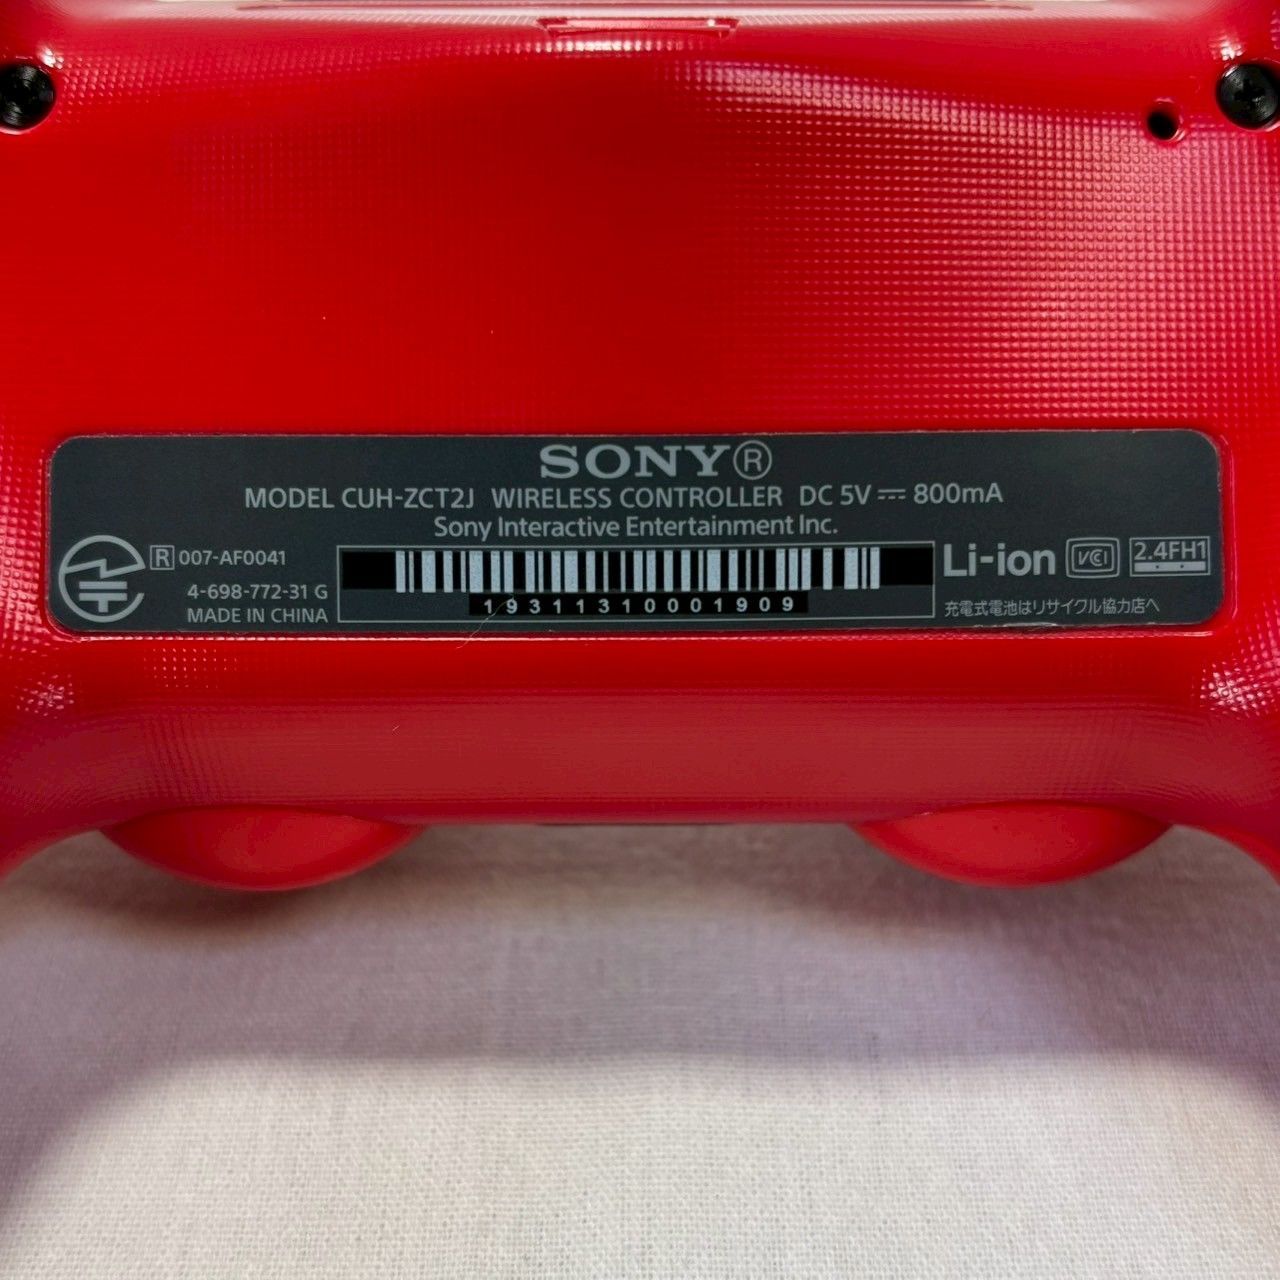 SONY®
MODEL CUH-ZCT2J WIRELESS CONTROLLER DC 5V ⎓ 800mA
Sony Interactive Entertainment Inc.
R 007-AF0041
4-698-772-31 G
MADE IN CHINA
19311310001909
Li-ion VCI 2.4FH1
充電式電池はリサイクル協力店へ